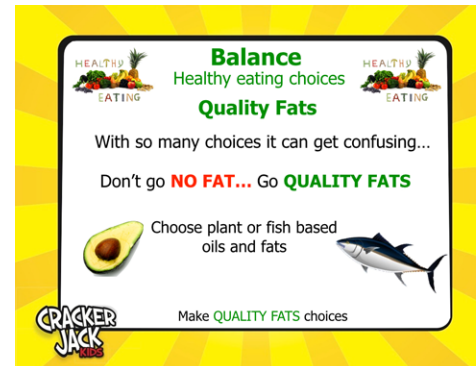 Balance
HEALTHY EATING
Healthy eating choices
HEALTHY EATING
Quality Fats
With so many choices it can get confusing…
Don't go NO FAT… Go QUALITY FATS
Choose plant or fish based
oils and fats
Make QUALITY FATS choices
CRACKER
JACK
KIDS